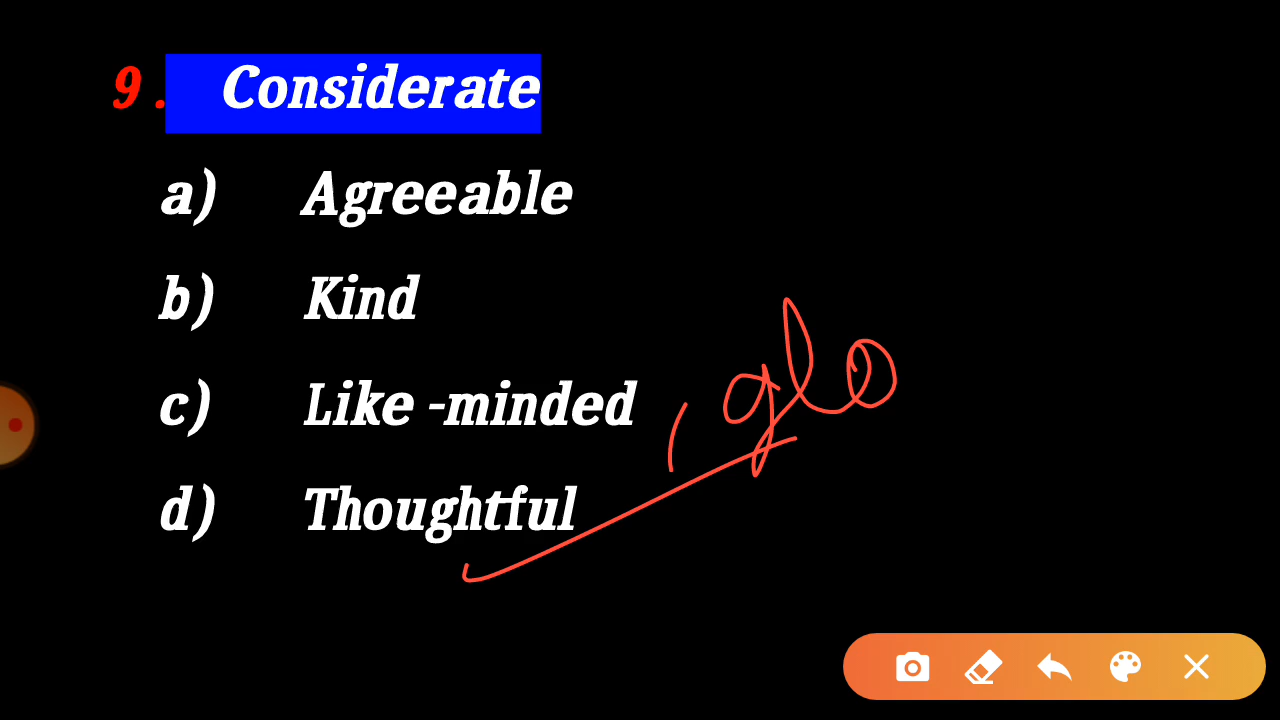 9. Considerate
a) Agreeable
b) Kind
c) Like -minded
d) Thoughtful